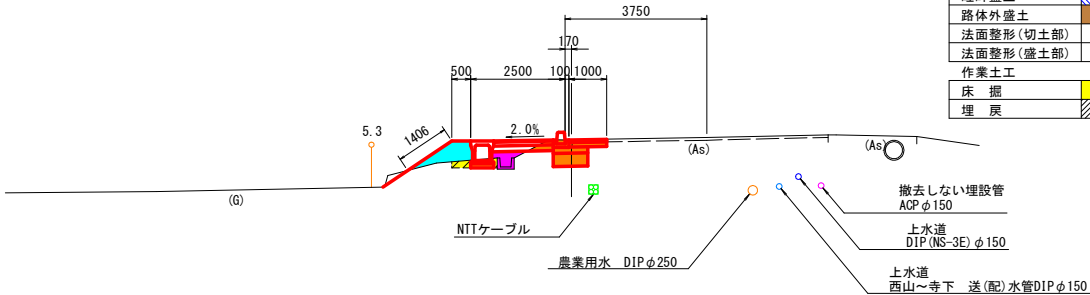 3750
路体外盛土
170
法面整形(切土部)
法面整形(盛土部)
500
2500
100
1000
作業土工
床 掘
埋 戻
5.3
1406
2.0%
(As)
(As)
(G)
撤去しない埋設管
ACPφ150
NTTケーブル
上水道
DIP(NS-3E)φ150
農業用水 DIPφ250
上水道
西山～寺下 送(配)水管DIPφ150